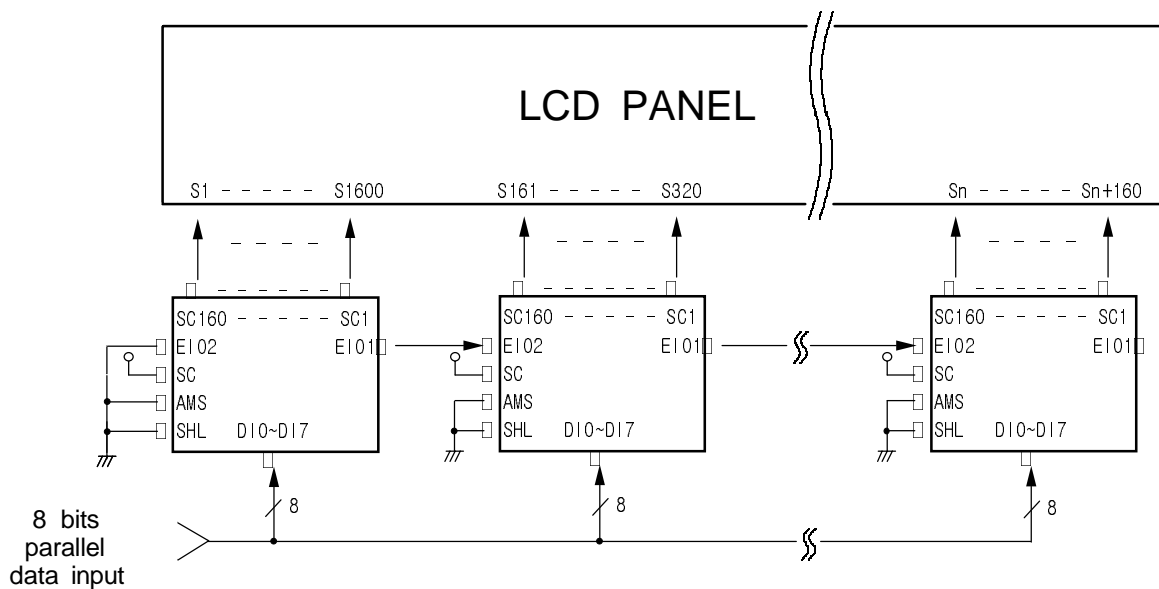 LCD PANEL
S1 - - - - - S1600
S161 - - - - - S320
Sn - - - - - Sn+160
SC160 - - - - - SC1
SC160 - - - - - SC1
SC160 - - - - - SC1
EIO2 EIO1
EIO2 EIO1
EIO2 EIO1
SC
SC
SC
AMS
AMS
AMS
SHL DI0~DI7
SHL DI0~DI7
SHL DI0~DI7
8
8
8
8 bits
parallel
data input